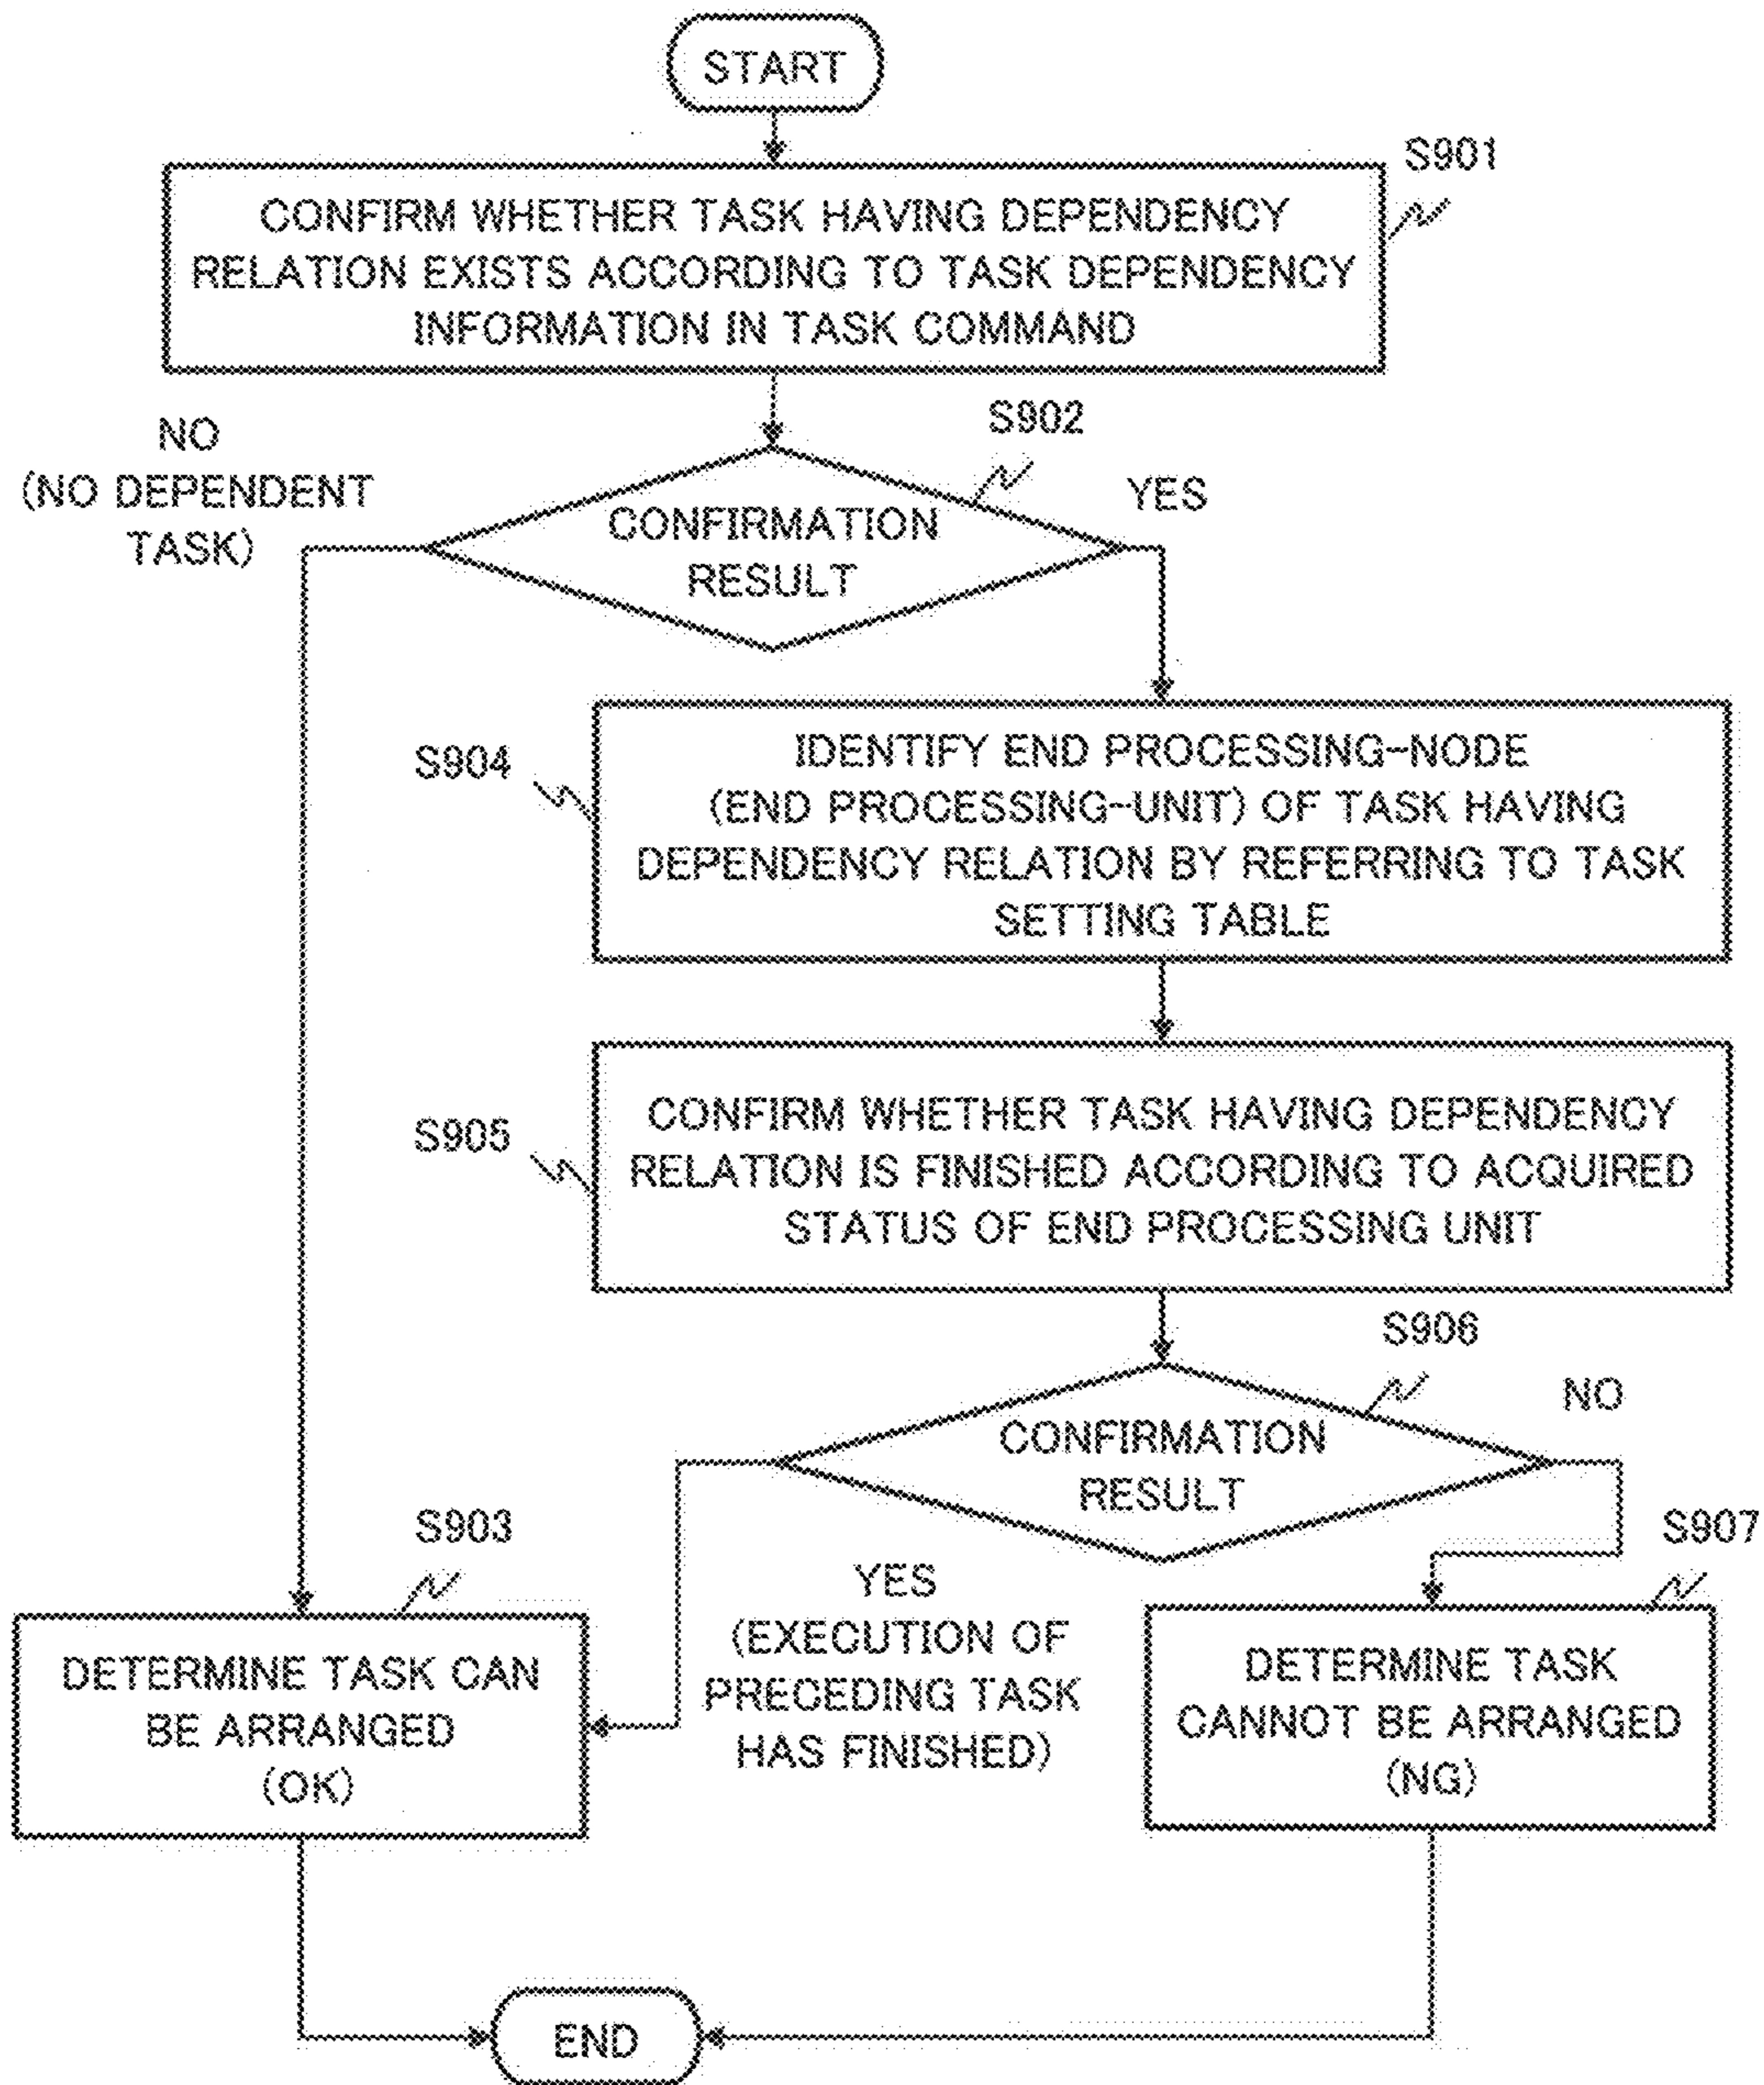 START
S901
CONFIRM WHETHER TASK HAVING DEPENDENCY
RELATION EXISTS ACCORDING TO TASK DEPENDENCY
INFORMATION IN TASK COMMAND
S902
NO
(NO DEPENDENT
TASK)
YES
CONFIRMATION
RESULT
S904
IDENTIFY END PROCESSING-NODE
(END PROCESSING-UNIT) OF TASK HAVING
DEPENDENCY RELATION BY REFERRING TO TASK
SETTING TABLE
S905
CONFIRM WHETHER TASK HAVING DEPENDENCY
RELATION IS FINISHED ACCORDING TO ACQUIRED
STATUS OF END PROCESSING UNIT
S906
NO
CONFIRMATION
RESULT
S903
S907
YES
(EXECUTION OF
PRECEDING TASK
HAS FINISHED)
DETERMINE TASK CAN
BE ARRANGED
(OK)
DETERMINE TASK
CANNOT BE ARRANGED
(NG)
END